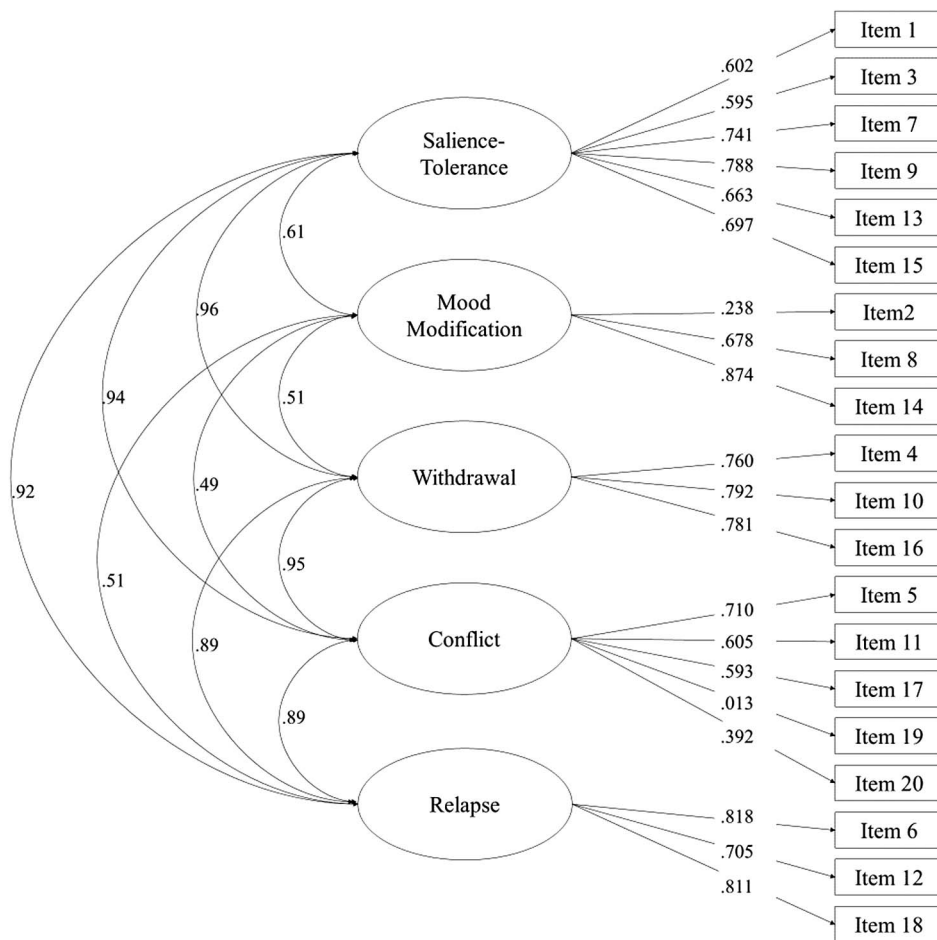 Item 1
.602
Item 3
.595
Item 7
.741
Salience-
Tolerance
.788
Item 9
.663
Item 13
.697
.61
Item 15
Mood
Modification
.238
Item2
.96
.678
Item 8
.874
Item 14
.94
.51
.760
Item 4
Withdrawal
.92
.49
.792
Item 10
.781
Item 16
.95
.51
.710
Item 5
Conflict
.89
.605
Item 11
.593
Item 17
.013
Item 19
.89
.392
Item 20
Relapse
.818
Item 6
.705
Item 12
.811
Item 18